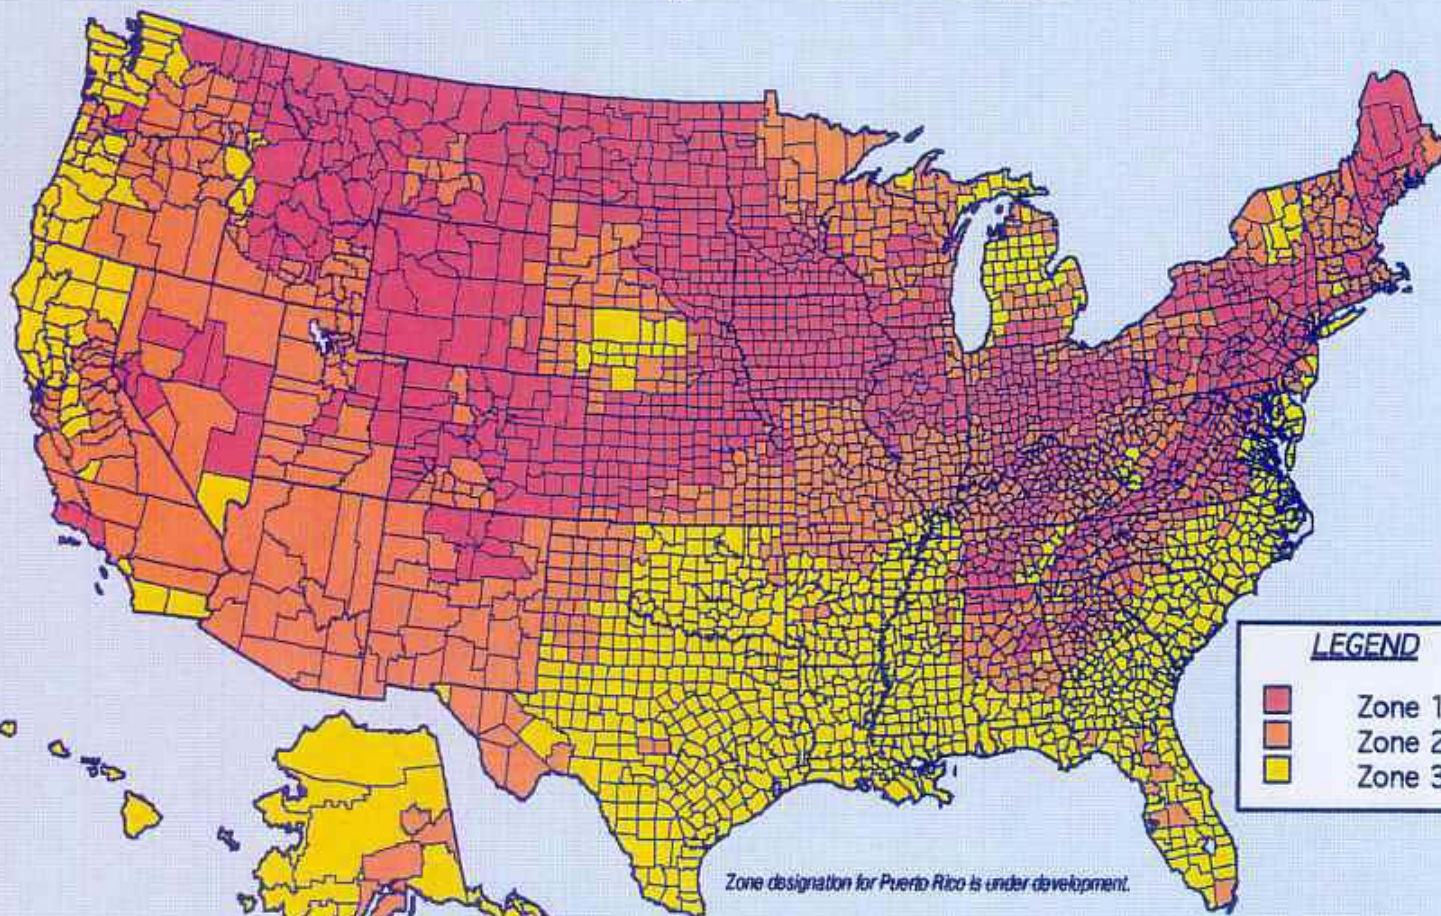 LEGEND
Zone 1
Zone 2
Zone 3
Zone designation for Puerto Rico is under development.